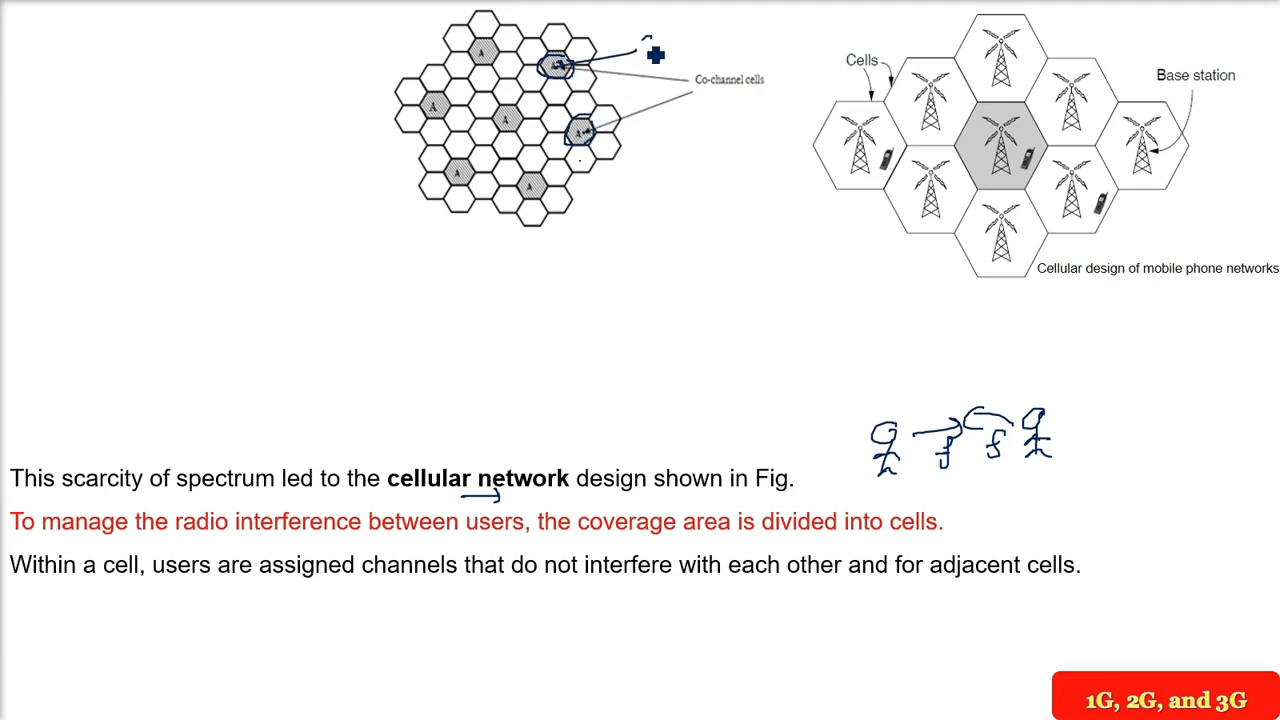 A
A
Co-channel cells
A
A
A
A
A
Cells
Base station
Cellular design of mobile phone networks
f f
This scarcity of spectrum led to the cellular network design shown in Fig.
To manage the radio interference between users, the coverage area is divided into cells.
Within a cell, users are assigned channels that do not interfere with each other and for adjacent cells.
1G, 2G, and 3G